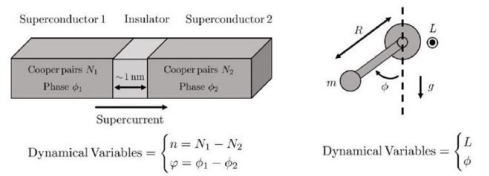 Superconductor 1 Insulator Superconductor 2
Cooper pairs N₁
Phase ϕ₁
~1 nm
Cooper pairs N₂
Phase ϕ₂
Supercurrent
Dynamical Variables = { n = N₁ − N₂
φ = ϕ₁ − ϕ₂
R
L
m
ϕ
g
Dynamical Variables = { L
ϕ